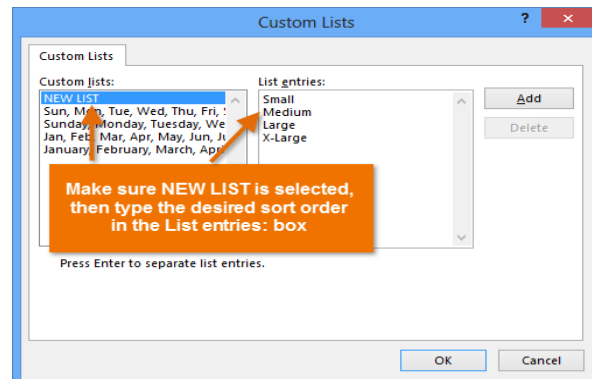 Custom Lists
? ×
Custom Lists
Custom lists:
List entries:
NEW LIST
Sun, Mon, Tue, Wed, Thu, Fri,
Sunday, Monday, Tuesday, We
Jan, Feb, Mar, Apr, May, Jun, Ju
January, February, March, Apr
Small
Medium
Large
X-Large
Add
Delete
Make sure NEW LIST is selected,
then type the desired sort order
in the List entries: box
Press Enter to separate list entries.
OK
Cancel